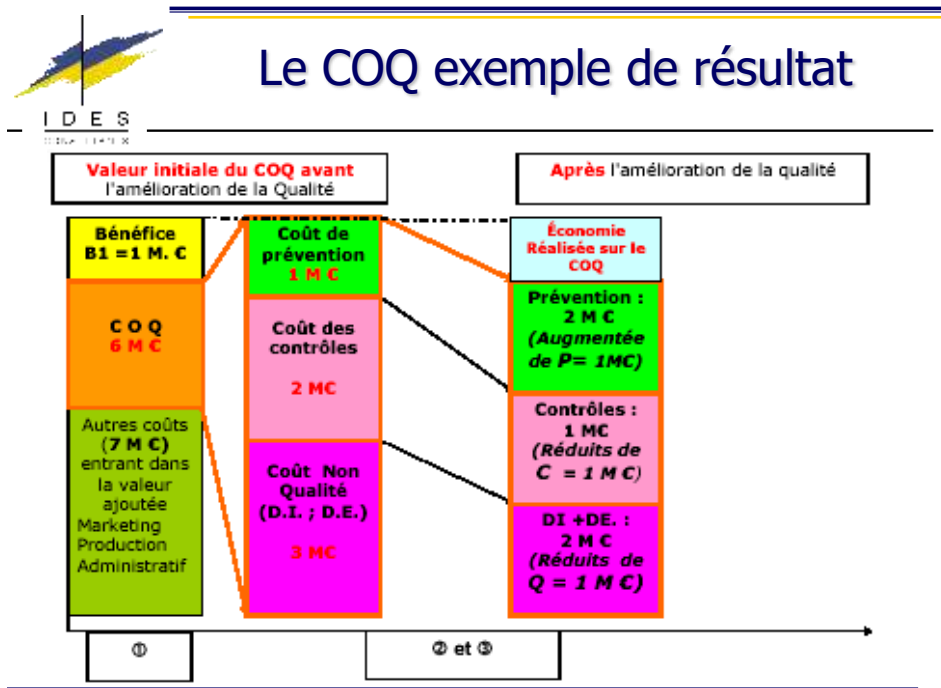 Le COQ exemple de résultat
I D E S
Valeur initiale du COQ avant
l'amélioration de la Qualité
Après l'amélioration de la qualité
Bénéfice
B1 =1 M. €
C O Q
6 M €
Autres coûts
(7 M €)
entrant dans
la valeur
ajoutée
Marketing
Production
Administratif
Coût de
prévention
1 M €
Coût des
contrôles
2 M€
Coût Non
Qualité
(D.I. ; D.E.)
3 M€
Économie
Réalisée sur le
COQ
Prévention :
2 M €
(Augmentée
de P= 1M€)
Contrôles :
1 M€
(Réduits de
C = 1 M €)
DI +DE. :
2 M €
(Réduits de
Q = 1 M €)
①
② et ③